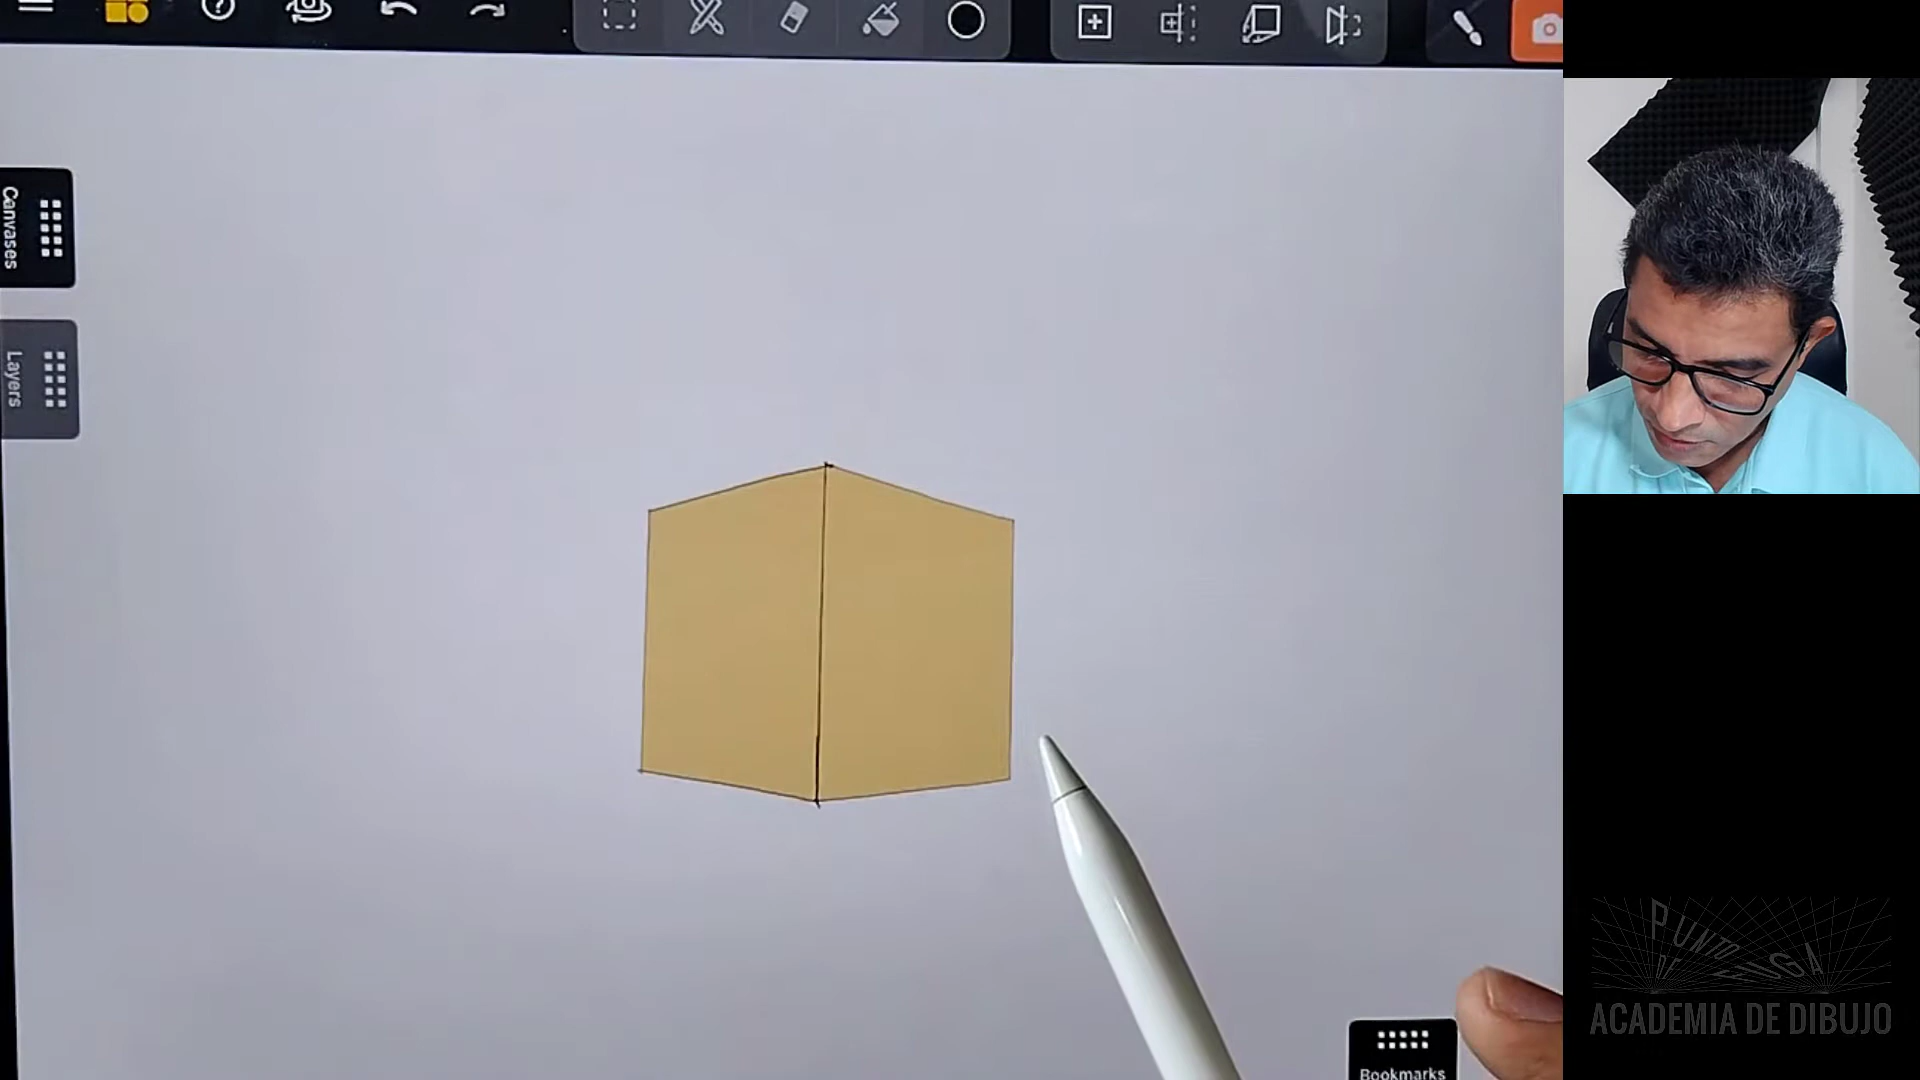 Canvases
Layers
Bookmarks
PUNTO
DE FUGA
ACADEMIA DE DIBUJO